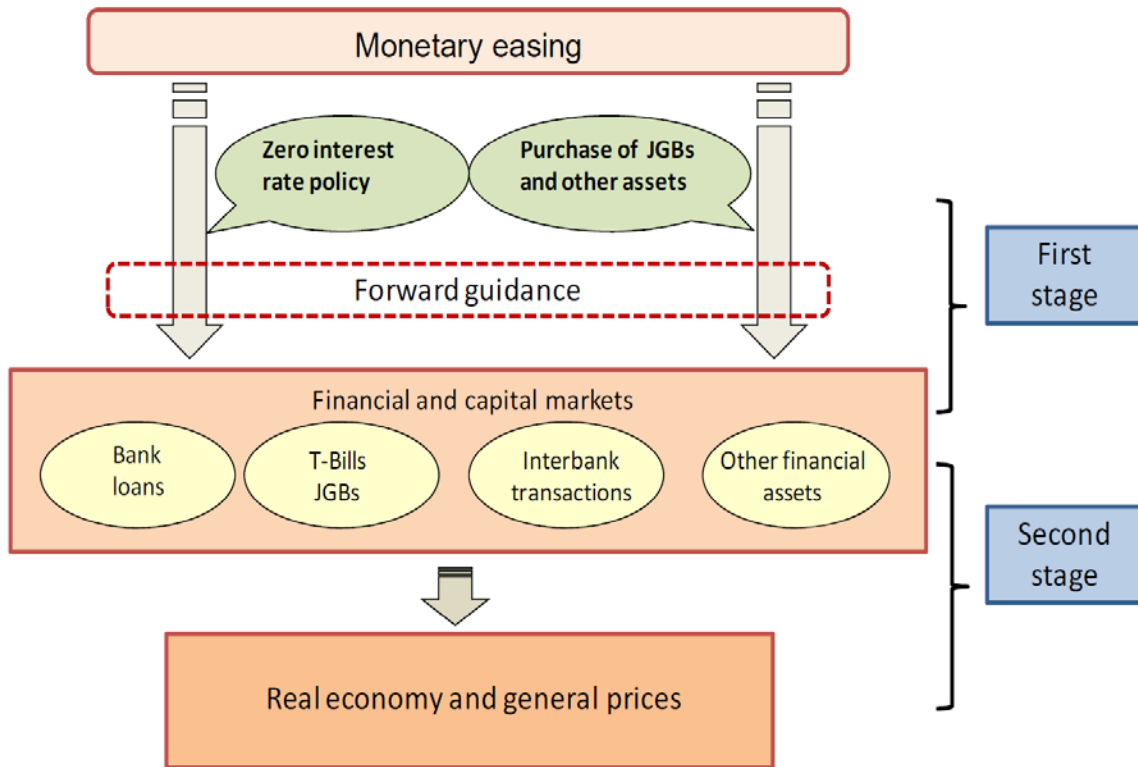 Monetary easing
Zero interest
rate policy
Purchase of JGBs
and other assets
Forward guidance
First
stage
Financial and capital markets
Bank
loans
T-Bills
JGBs
Interbank
transactions
Other financial
assets
Second
stage
Real economy and general prices